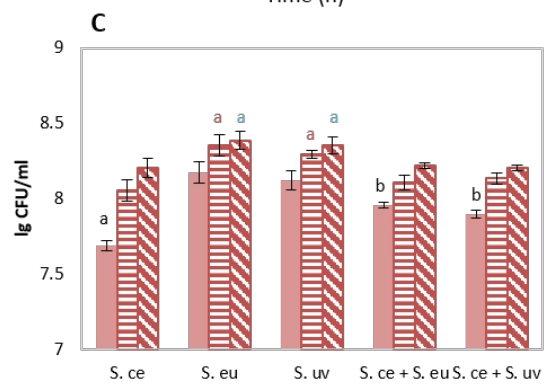 Time (h)
C
9
a a a a
8.5
b
b
8
a
7.5
7
lg CFU/ml
S. ce S. eu S. uv S. ce + S. eu S. ce + S. uv